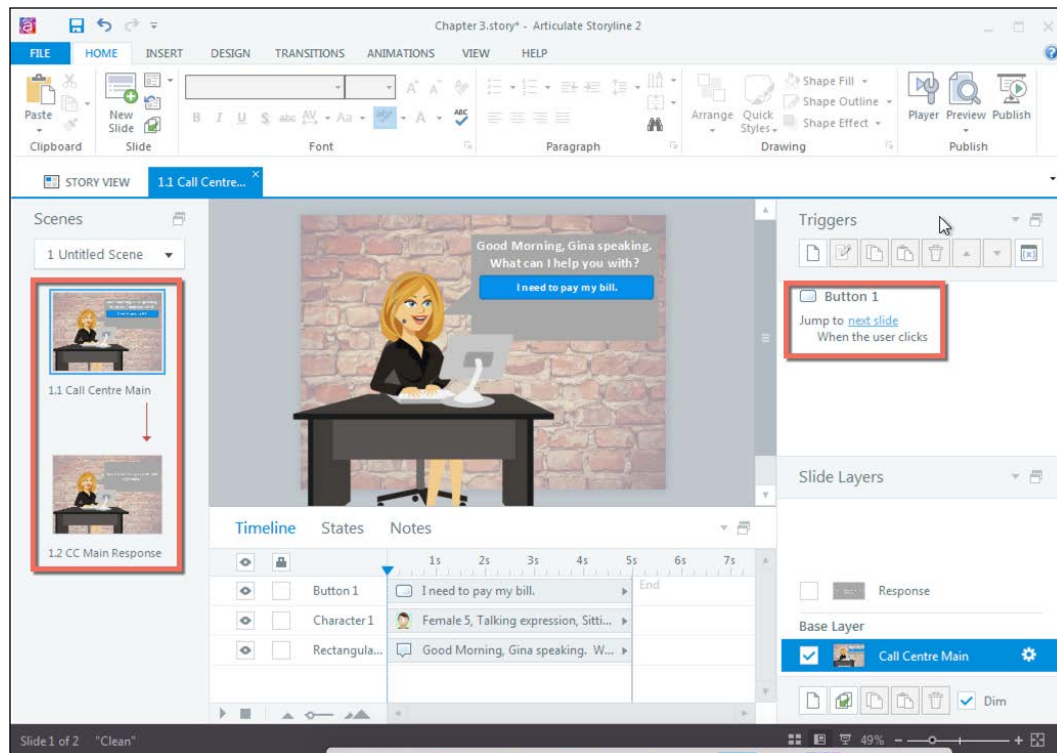 Chapter 3.story* - Articulate Storyline 2
FILE HOME INSERT DESIGN TRANSITIONS ANIMATIONS VIEW HELP
Paste
New Slide
B I U S abc AV Aa A ABC
Shape Fill
Shape Outline
Shape Effect
Arrange
Quick Styles
Player Preview Publish
Clipboard Slide Font Paragraph Drawing Publish
STORY VIEW 1.1 Call Centre...
Scenes
1 Untitled Scene
1.1 Call Centre Main
1.2 CC Main Response
Good Morning, Gina speaking.
What can I help you with?
I need to pay my bill.
Triggers
Button 1
Jump to next slide
When the user clicks
Timeline States Notes
1s 2s 3s 4s 5s 6s 7s
Button 1 I need to pay my bill. End
Character 1 Female 5, Talking expression, Sitti...
Rectangula... Good Morning, Gina speaking. W...
Slide Layers
Response
Base Layer
Call Centre Main
Dim
Slide 1 of 2 "Clean" 49%